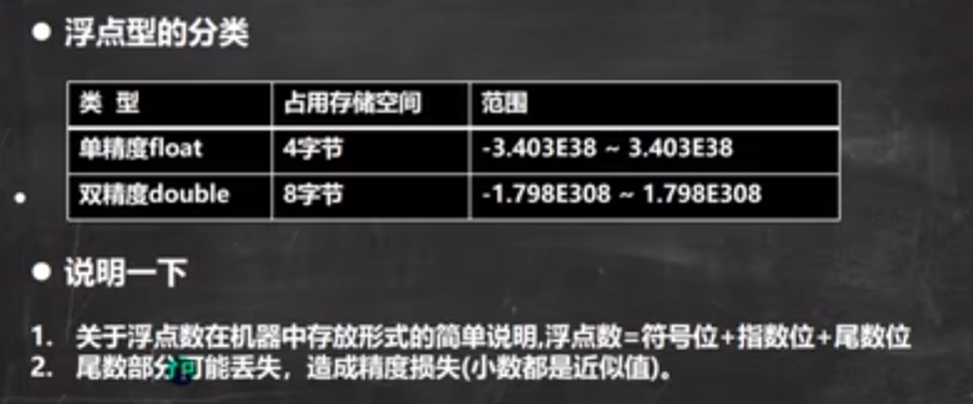 ● 浮点型的分类
类 型 占用存储空间 范围
单精度float 4字节 -3.403E38 ~ 3.403E38
双精度double 8字节 -1.798E308 ~ 1.798E308
● 说明一下
1. 关于浮点数在机器中存放形式的简单说明,浮点数=符号位+指数位+尾数位
2. 尾数部分可能丢失，造成精度损失(小数都是近似值)。